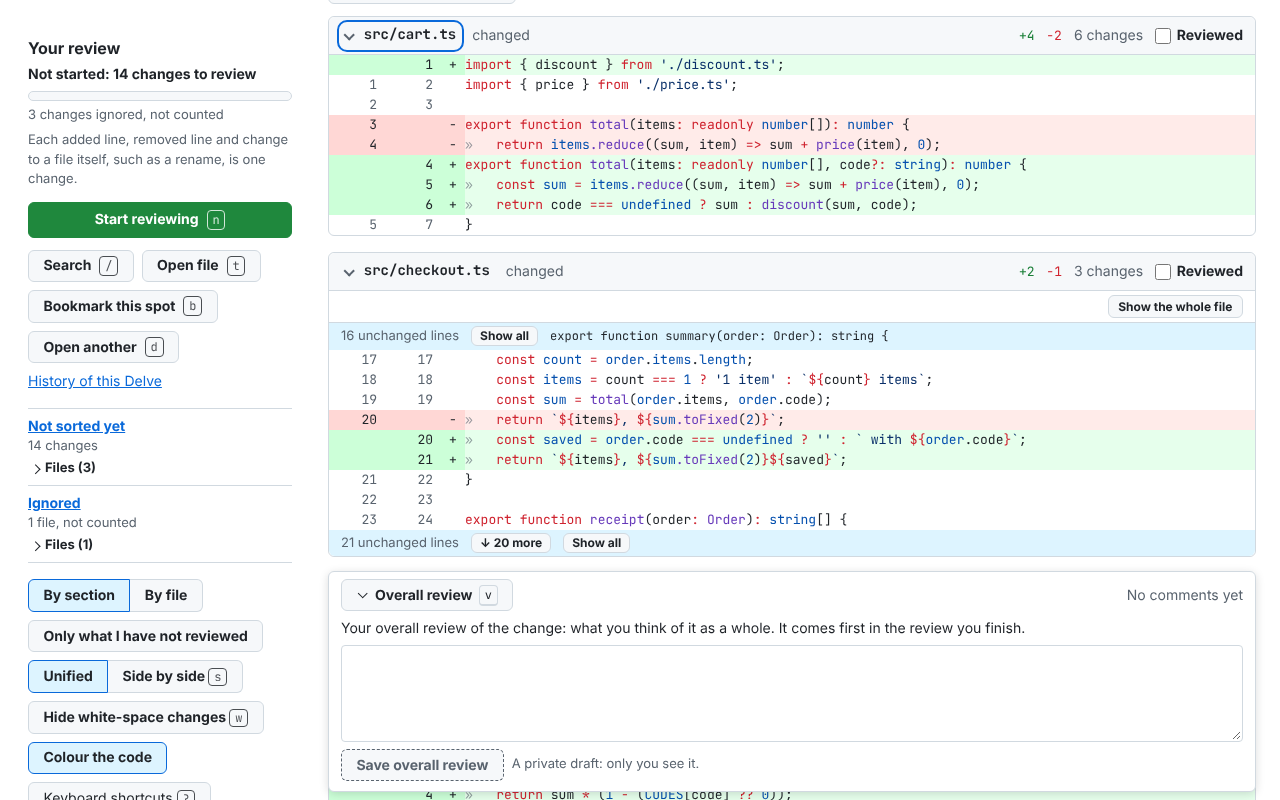 Your review
Not started: 14 changes to review
3 changes ignored, not counted
Each added line, removed line and change
to a file itself, such as a rename, is one
change.
Start reviewing n
Search / Open file t
Bookmark this spot b
Open another d
History of this Delve
Not sorted yet
14 changes
Files (3)
Ignored
1 file, not counted
Files (1)
By section By file
Only what I have not reviewed
Unified Side by side s
Hide white-space changes w
Colour the code
Keyboard shortcuts ?
src/cart.ts changed +4 -2 6 changes Reviewed
1 + import { discount } from './discount.ts';
1 2 import { price } from './price.ts';
2 3
3 - export function total(items: readonly number[]): number {
4 - » return items.reduce((sum, item) => sum + price(item), 0);
4 + export function total(items: readonly number[], code?: string): number {
5 + » const sum = items.reduce((sum, item) => sum + price(item), 0);
6 + » return code === undefined ? sum : discount(sum, code);
5 7 }
src/checkout.ts changed +2 -1 3 changes Reviewed
Show the whole file
16 unchanged lines Show all export function summary(order: Order): string {
17 17 const count = order.items.length;
18 18 const items = count === 1 ? '1 item' : `${count} items`;
19 19 const sum = total(order.items, order.code);
20 - » return `${items}, ${sum.toFixed(2)}`;
20 + » const saved = order.code === undefined ? '' : ` with ${order.code}`;
21 + » return `${items}, ${sum.toFixed(2)}${saved}`;
21 22 }
22 23
23 24 export function receipt(order: Order): string[] {
21 unchanged lines ↓ 20 more Show all
Overall review v No comments yet
Your overall review of the change: what you think of it as a whole. It comes first in the review you finish.
Save overall review A private draft: only you see it.
4 + » return sum * (1 - (CODES[code] ?? 0));